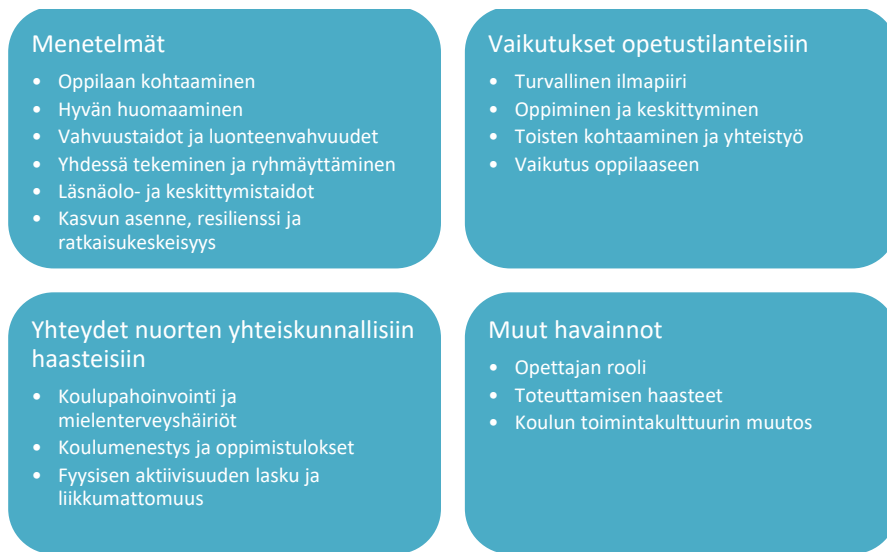 Menetelmät
• Oppilaan kohtaaminen
• Hyvän huomaaminen
• Vahvuustaidot ja luonteenvahvuudet
• Yhdessä tekeminen ja ryhmäyttäminen
• Läsnäolo- ja keskittymistaidot
• Kasvun asenne, resilienssi ja
ratkaisukeskeisyys
Vaikutukset opetustilanteisiin
• Turvallinen ilmapiiri
• Oppiminen ja keskittyminen
• Toisten kohtaaminen ja yhteistyö
• Vaikutus oppilaaseen
Yhteydet nuorten yhteiskunnallisiin
haasteisiin
• Koulupahoinvointi ja
mielenterveyshäiriöt
• Koulumenestys ja oppimistulokset
• Fyysisen aktiivisuuden lasku ja
liikkumattomuus
Muut havainnot
• Opettajan rooli
• Toteuttamisen haasteet
• Koulun toimintakulttuurin muutos